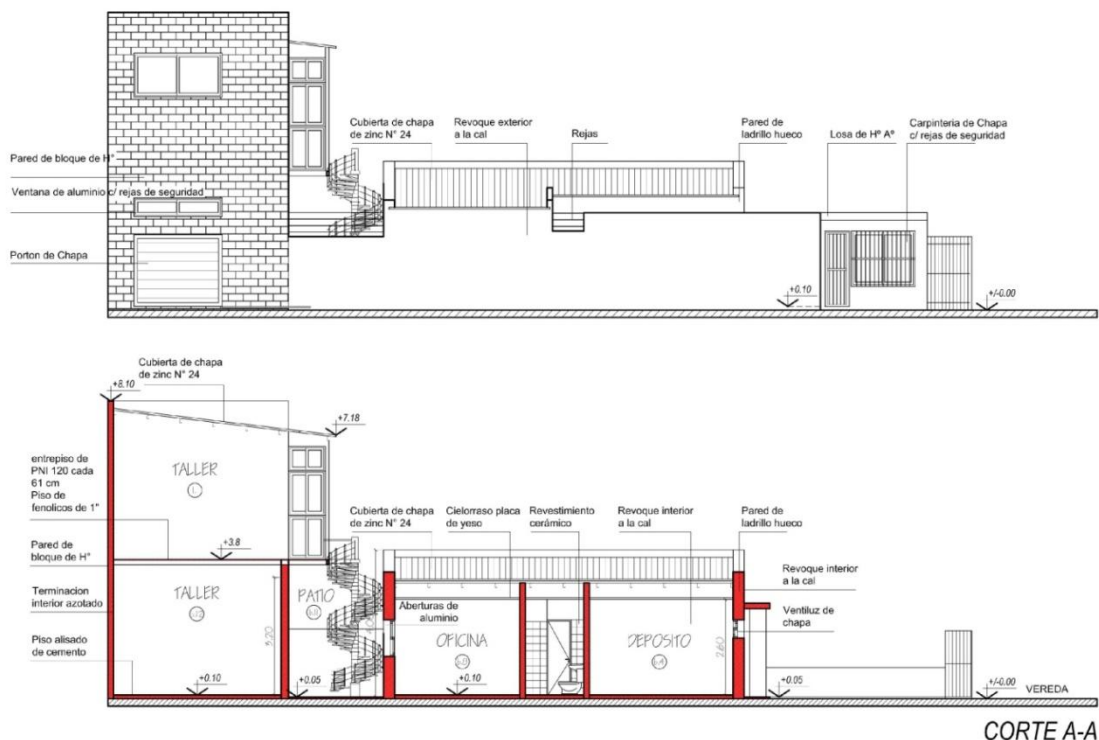 Cubierta de chapa
de zinc N° 24
Revoque exterior
a la cal
Rejas
Pared de
ladrillo hueco
Losa de Hº Aº
Carpinteria de Chapa
c/ rejas de seguridad
Pared de bloque de H°
Ventana de aluminio c/ rejas de seguridad
Porton de Chapa
+0.10
+/-0.00
Cubierta de chapa
de zinc N° 24
+8.10
+7.18
entrepiso de
PNI 120 cada
61 cm
Piso de
fenolicos de 1"
TALLER
Cubierta de chapa
de zinc N° 24
Cielorraso placa
de yeso
Revestimiento
cerámico
Revoque interior
a la cal
Pared de
ladrillo hueco
+3.8
Pared de
bloque de H°
Revoque interior
a la cal
Terminacion
interior azotado
TALLER
PATIO
Aberturas de
aluminio
Ventiluz de
chapa
OFICINA
DEPOSITO
2.60
Piso alisado
de cemento
+0.10
+0.05
+0.10
+0.05
+/-0.00
VEREDA
CORTE A-A